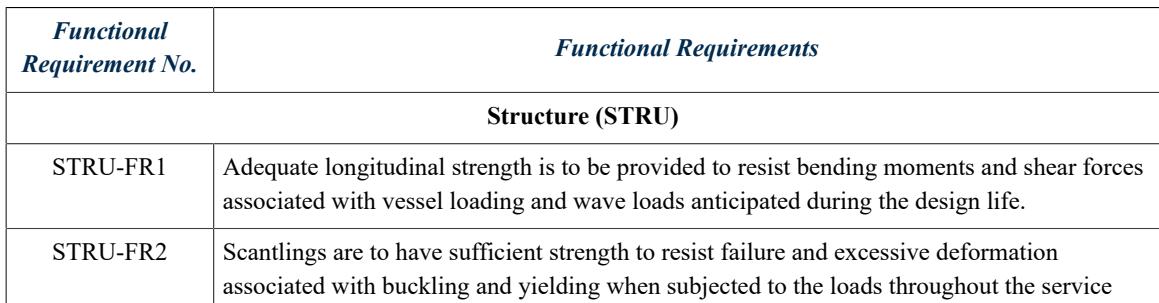 Functional
Requirement No.
Functional Requirements
Structure (STRU)
STRU-FR1
Adequate longitudinal strength is to be provided to resist bending moments and shear forces
associated with vessel loading and wave loads anticipated during the design life.
STRU-FR2
Scantlings are to have sufficient strength to resist failure and excessive deformation
associated with buckling and yielding when subjected to the loads throughout the service